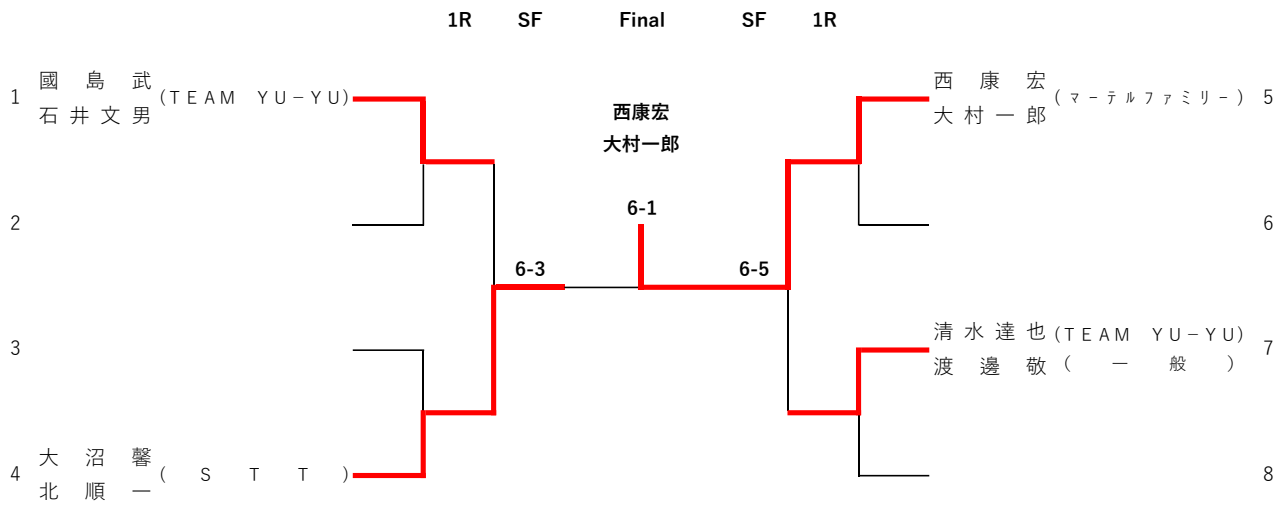 1R SF Final SF 1R
1 國島武 (TEAM YU-YU)
石井文男
西康宏
大村一郎
西康宏 (マーテルファミリー) 5
大村一郎
2
6
6-1
6-3
6-5
3
清水達也 (TEAM YU-YU) 7
渡邊敬 (一般)
4 大沼馨 (STT)
北順一
8